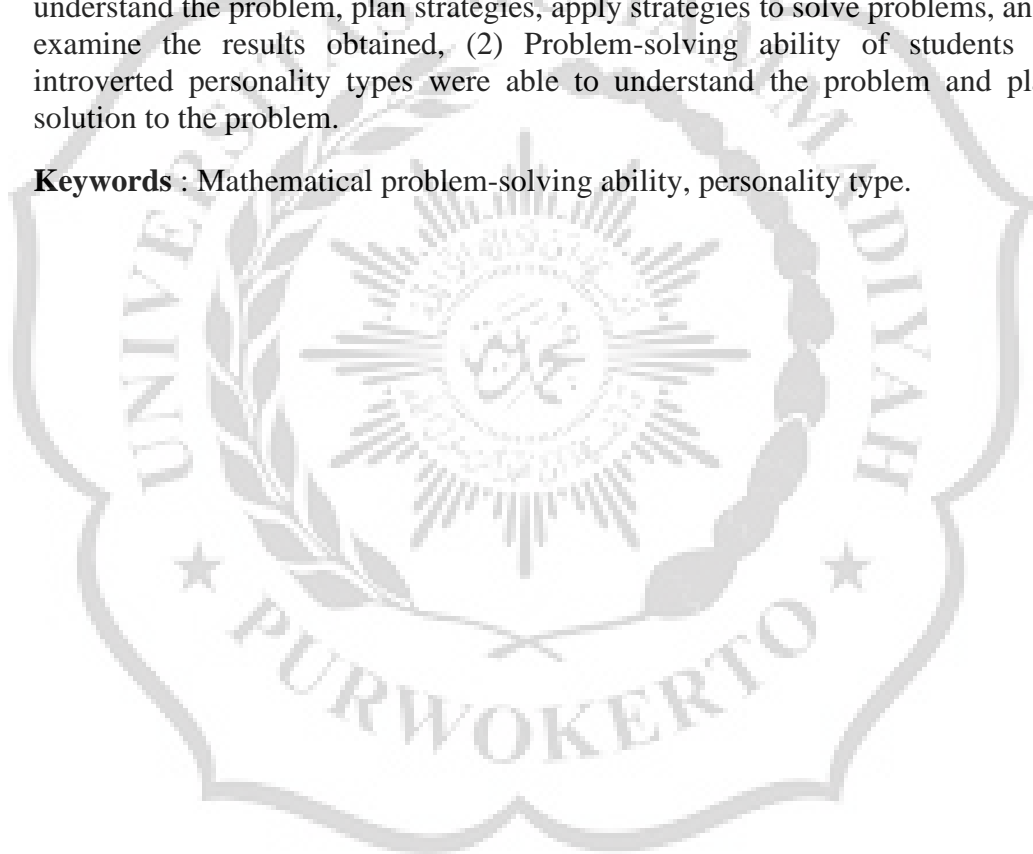 understand the problem, plan strategies, apply strategies to solve problems, an
examine the results obtained, (2) Problem-solving ability of students
introverted personality types were able to understand the problem and pl
solution to the problem.
Keywords : Mathematical problem-solving ability, personality type.
UNIVERSITAS MUHAMMADIYAH
PURWOKERTO